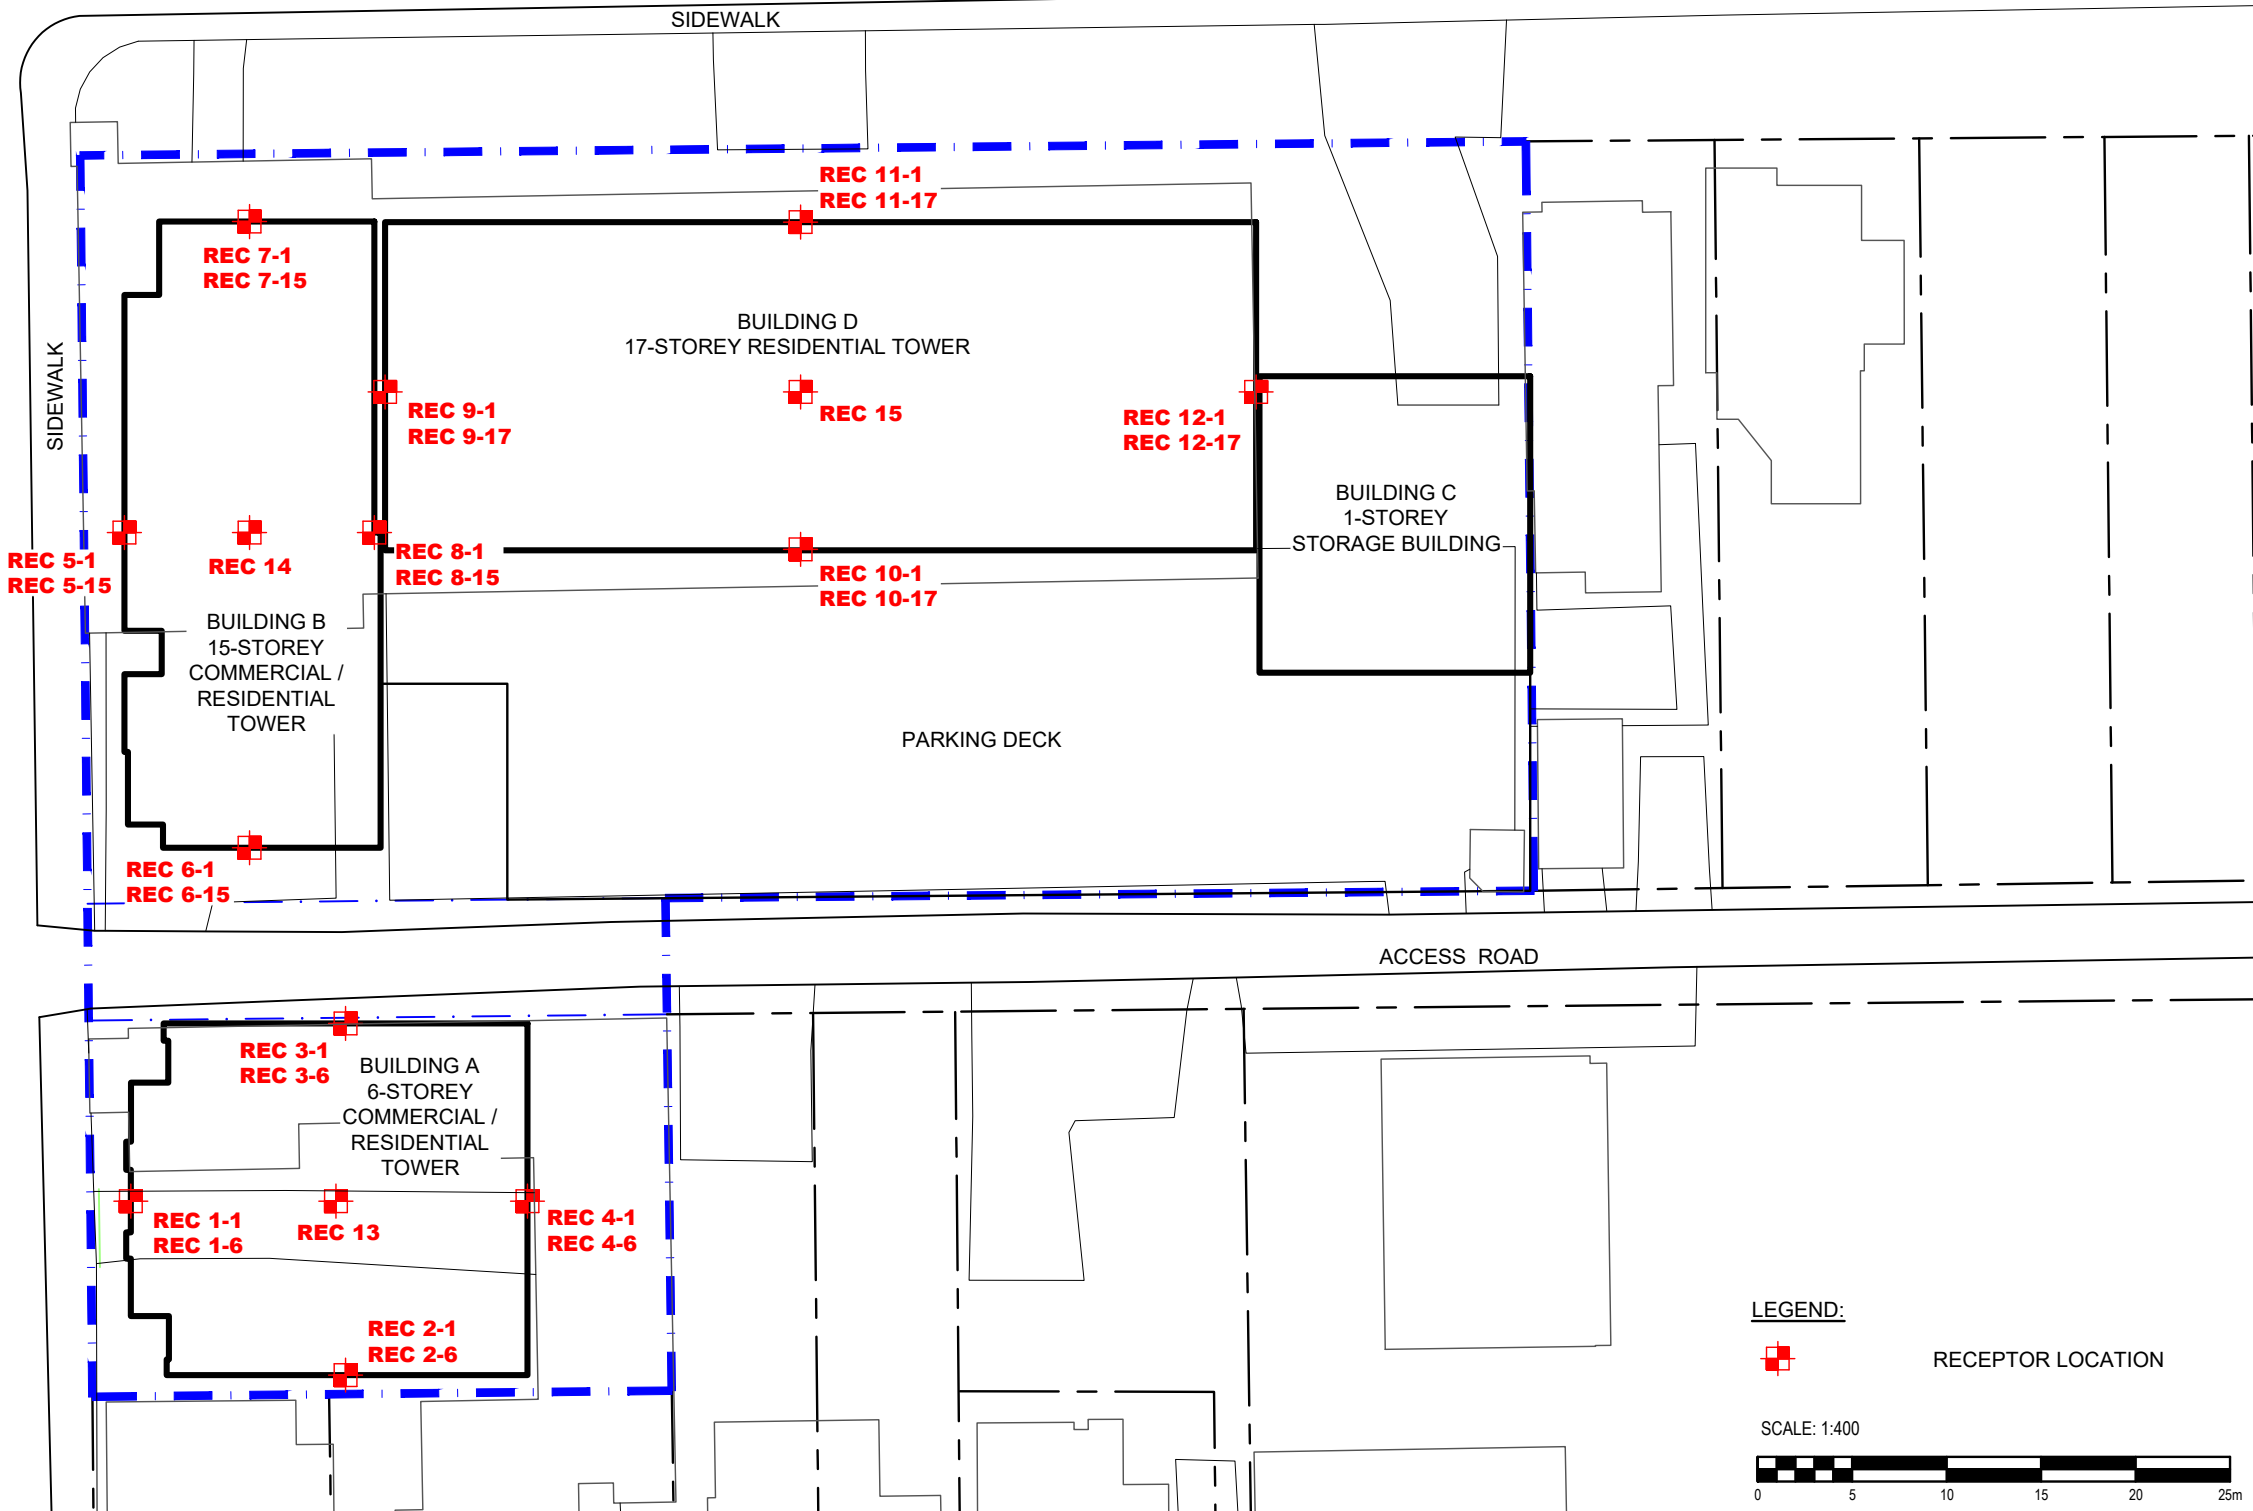 SIDEWALK
REC 11-1
REC 11-17
REC 7-1
REC 7-15
BUILDING D
17-STOREY RESIDENTIAL TOWER
SIDEWALK
REC 9-1
REC 9-17
REC 15
REC 12-1
REC 12-17
BUILDING C
1-STOREY
STORAGE BUILDING
REC 5-1
REC 5-15
REC 14
REC 8-1
REC 8-15
REC 10-1
REC 10-17
BUILDING B
15-STOREY
COMMERCIAL /
RESIDENTIAL
TOWER
PARKING DECK
REC 6-1
REC 6-15
ACCESS ROAD
REC 3-1
REC 3-6
BUILDING A
6-STOREY
COMMERCIAL /
RESIDENTIAL
TOWER
REC 1-1
REC 1-6
REC 13
REC 4-1
REC 4-6
REC 2-1
REC 2-6
LEGEND:
RECEPTOR LOCATION
SCALE: 1:400
0 5 10 15 20 25m